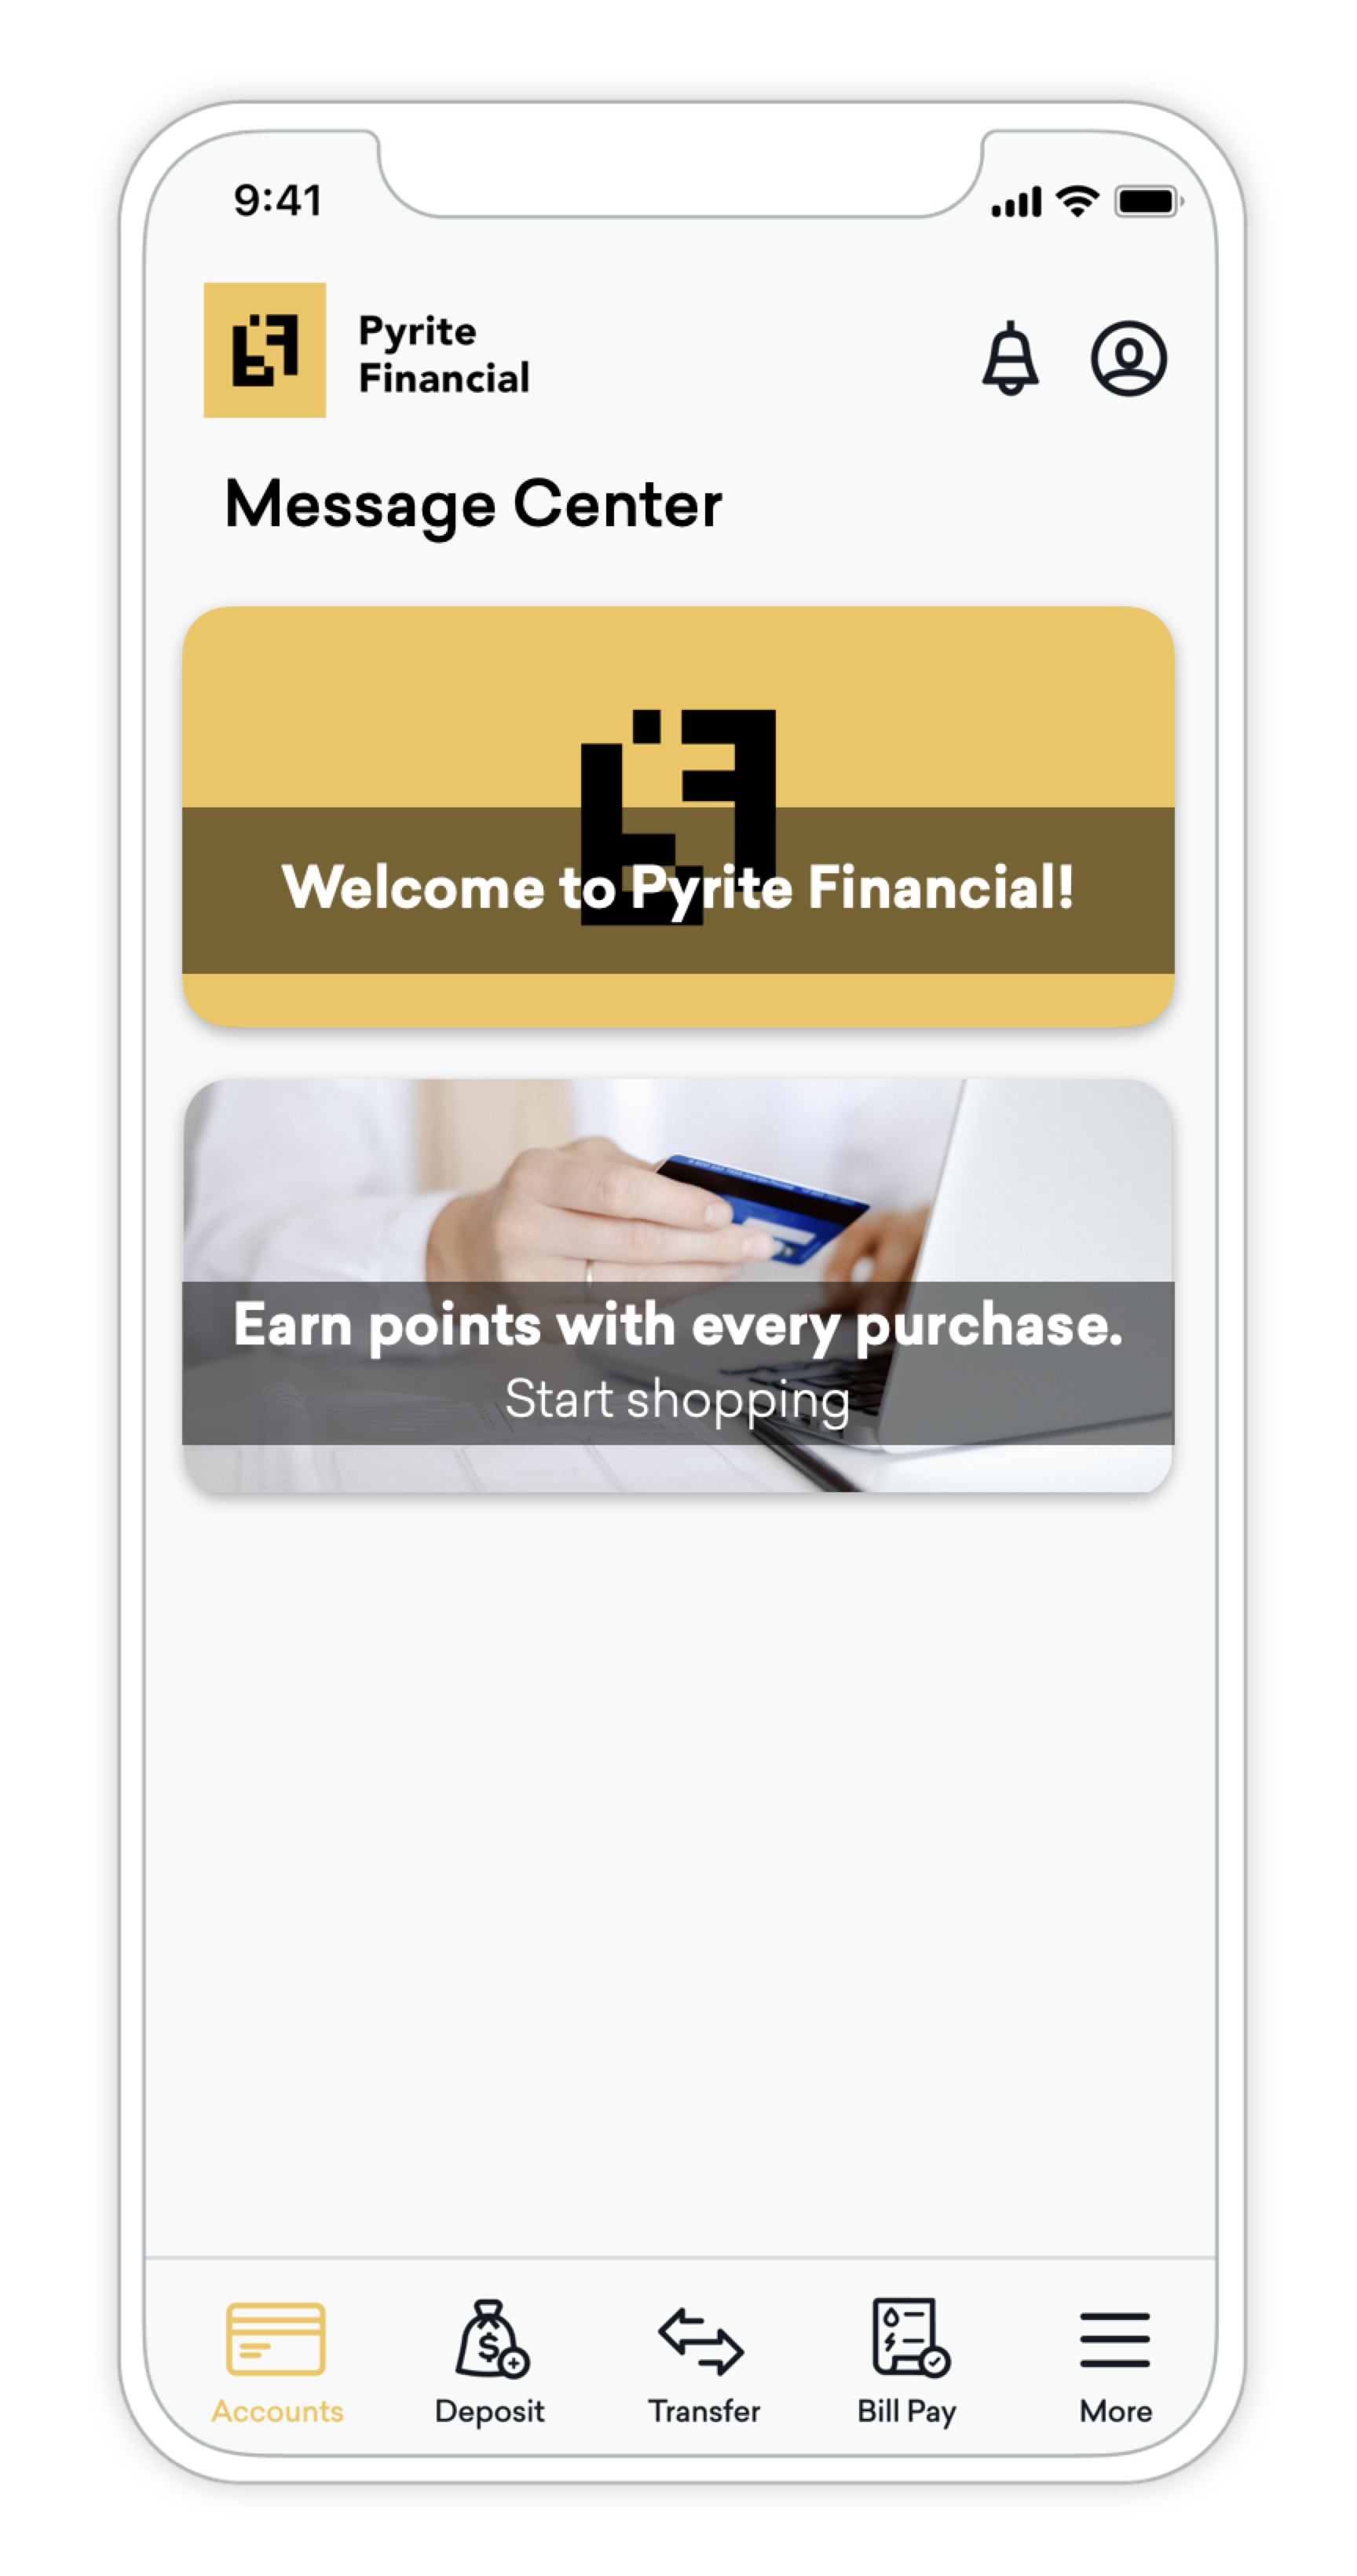 9:41
Pyrite
Financial
Message Center
Welcome to Pyrite Financial!
Earn points with every purchase.
Start shopping
Accounts
Deposit
Transfer
Bill Pay
More